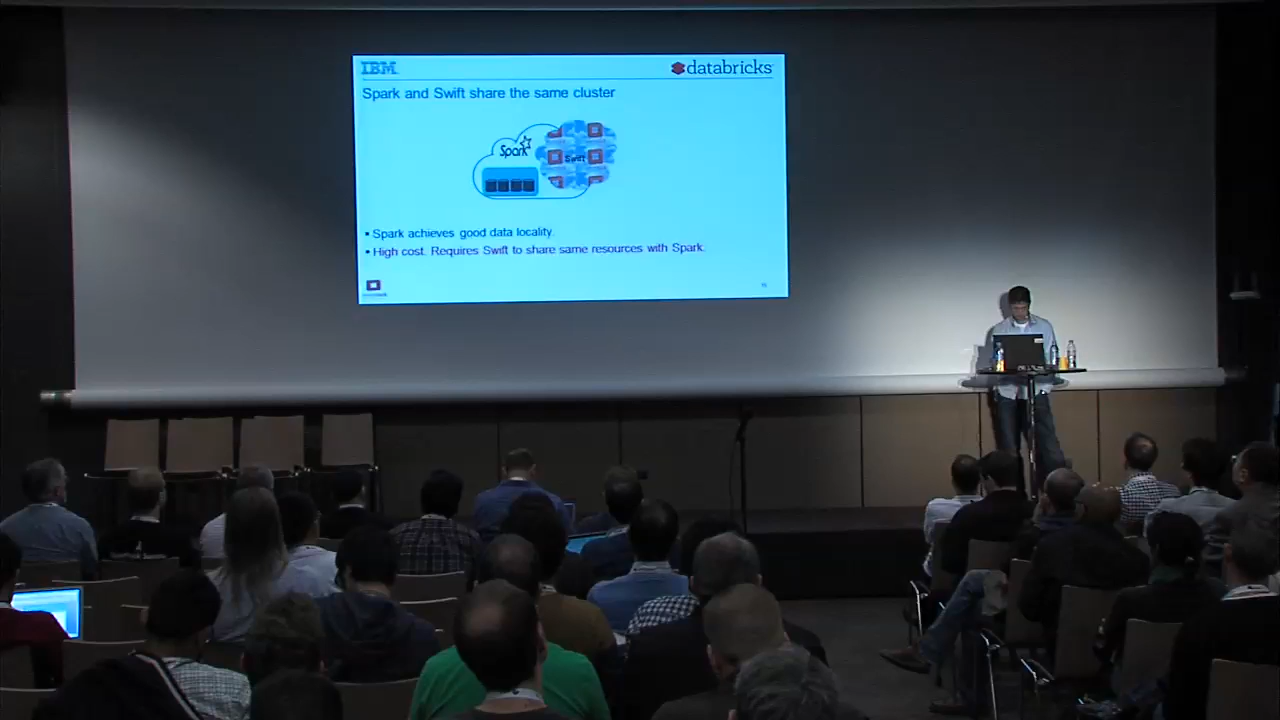 IBM
databricks
Spark and Swift share the same cluster
Spark
Swift
▪ Spark achieves good data locality.
▪ High cost. Requires Swift to share same resources with Spark.